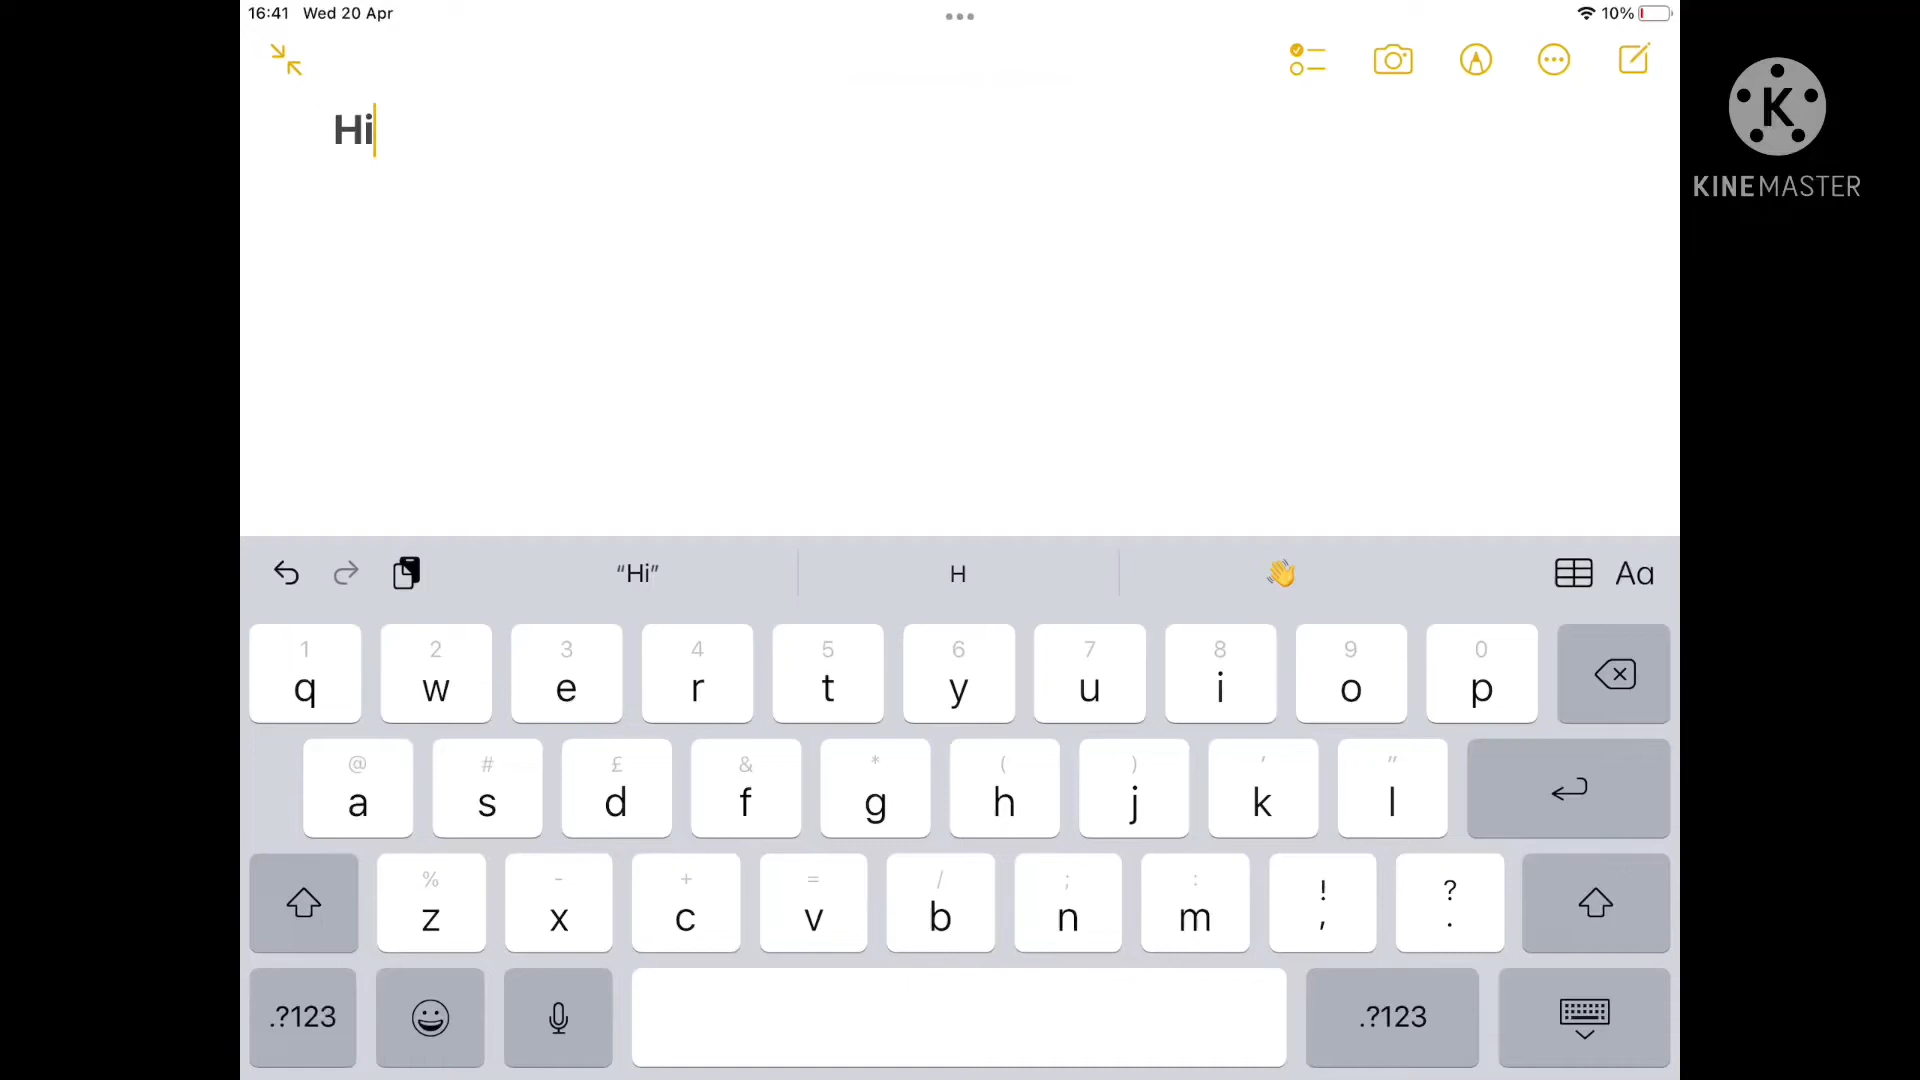 16:41 Wed 20 Apr
10%
Hi
K
KINEMASTER
“Hi” H 👋 Aa
1 2 3 4 5 6 7 8 9 0
q w e r t y u i o p
@ # £ & * ( ) ' "
a s d f g h j k l
% - + = / ; : ! ?
z x c v b n m , .
.?123 .?123